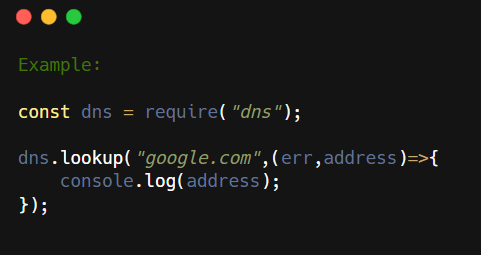 Example:
const dns = require("dns");
dns.lookup("google.com",(err,address)=>{
    console.log(address);
});